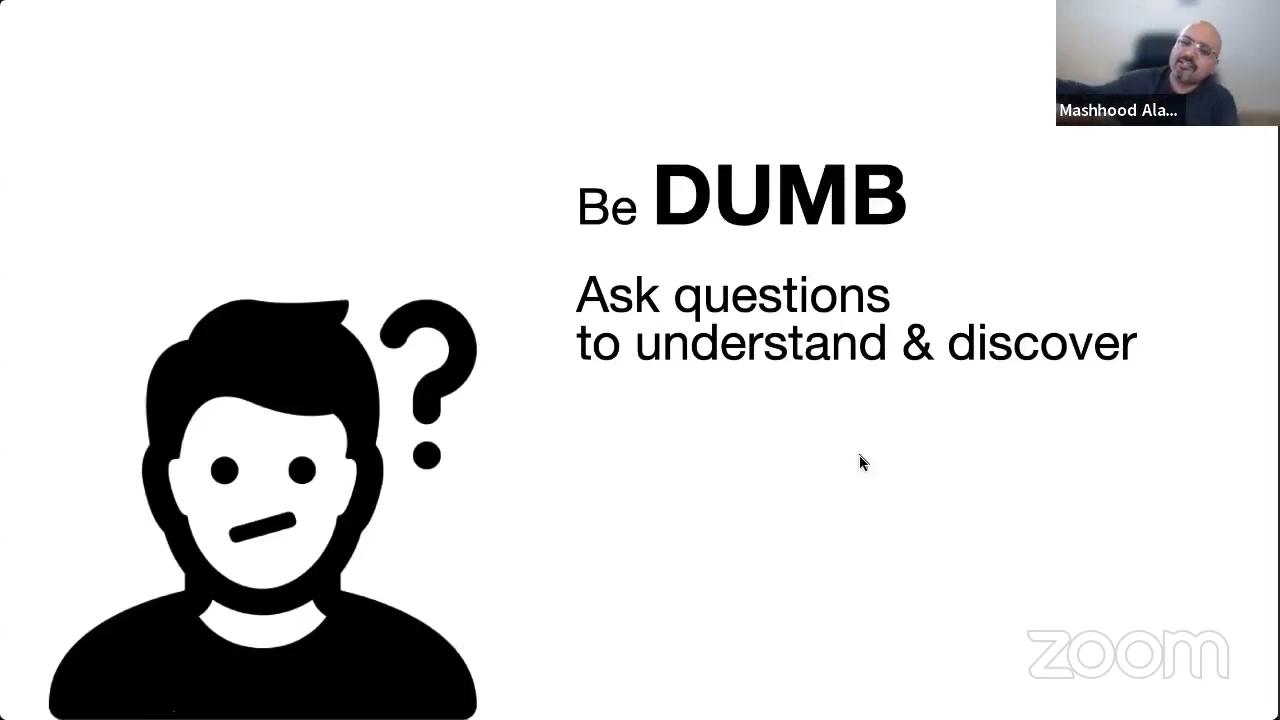 Mashhood Ala...
Be DUMB
Ask questions
to understand & discover
zoom